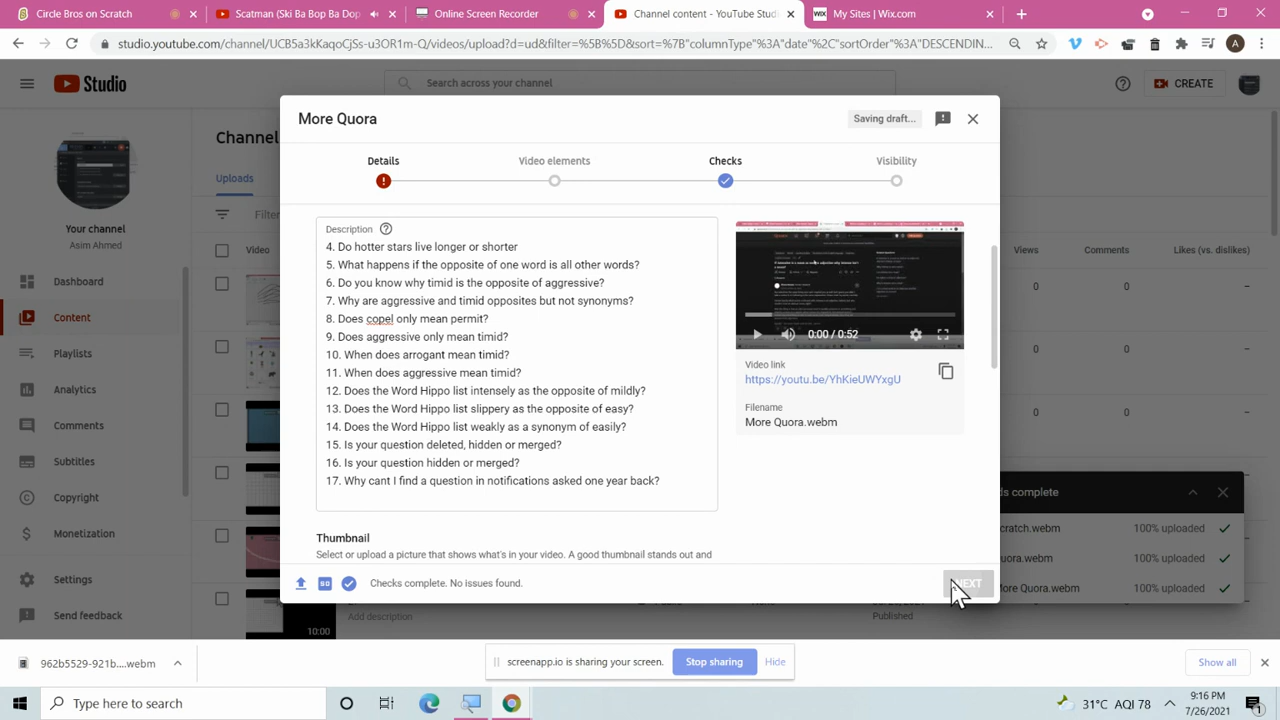 Circle Bros Studios on Scratch
Scatman (Ski Ba Bop Ba Dop
Online Screen Recorder
Channel content - YouTube Studio
My Sites | Wix.com
studio.youtube.com/channel/UCB5a3kKaqoCjSs-u3OR1m-Q/videos/upload?d=ud&filter=%5B%5D&sort=%7B"columnType"%3A"date"%2C"sortOrder"%3A"DESCENDIN...
A
Studio
Search across your channel
CREATE
Channel
Uploads
Filter
Video
Views
Comments
Likes (vs. dislikes)
Your channel
Aam Ahmed
Dashboard
Content
Playlists
Analytics
Comments
Subtitles
Copyright
Monetization
Settings
Send feedback
More Quora
Saving draft...
Details
Video elements
Checks
Visibility
Description
4. Do hotter stars live longer or shorter
5. What happens if the opposite of one word is all other words?
6. Do you know why timid is the opposite of aggressive?
7. Why are aggressive and timid opposites but not synonyms?
8. Does copel only mean permit?
9. Does aggressive only mean timid?
10. When does arrogant mean timid?
11. When does aggressive mean timid?
12. Does the Word Hippo list intensely as the opposite of mildly?
13. Does the Word Hippo list slippery as the opposite of easy?
14. Does the Word Hippo list weakly as a synonym of easily?
15. Is your question deleted, hidden or merged?
16. Is your question hidden or merged?
17. Why cant I find a question in notifications asked one year back?
0:00 / 0:52
Video link
https://youtu.be/YhKieUWYxgU
Filename
More Quora.webm
Thumbnail
Select or upload a picture that shows what's in your video. A good thumbnail stands out and
SD
Checks complete. No issues found.
NEXT
0 0 –
0 0 –
0 0 –
ds complete
cratch.webm 100% uploaded
uora.webm 100% uploaded
More Quora.webm 100% uploaded
10:00
Add description
Published
962b5529-921b....webm
screenapp.io is sharing your screen.
Stop sharing
Hide
Show all
Type here to search
31°C AQI 78
9:16 PM
7/26/2021
1